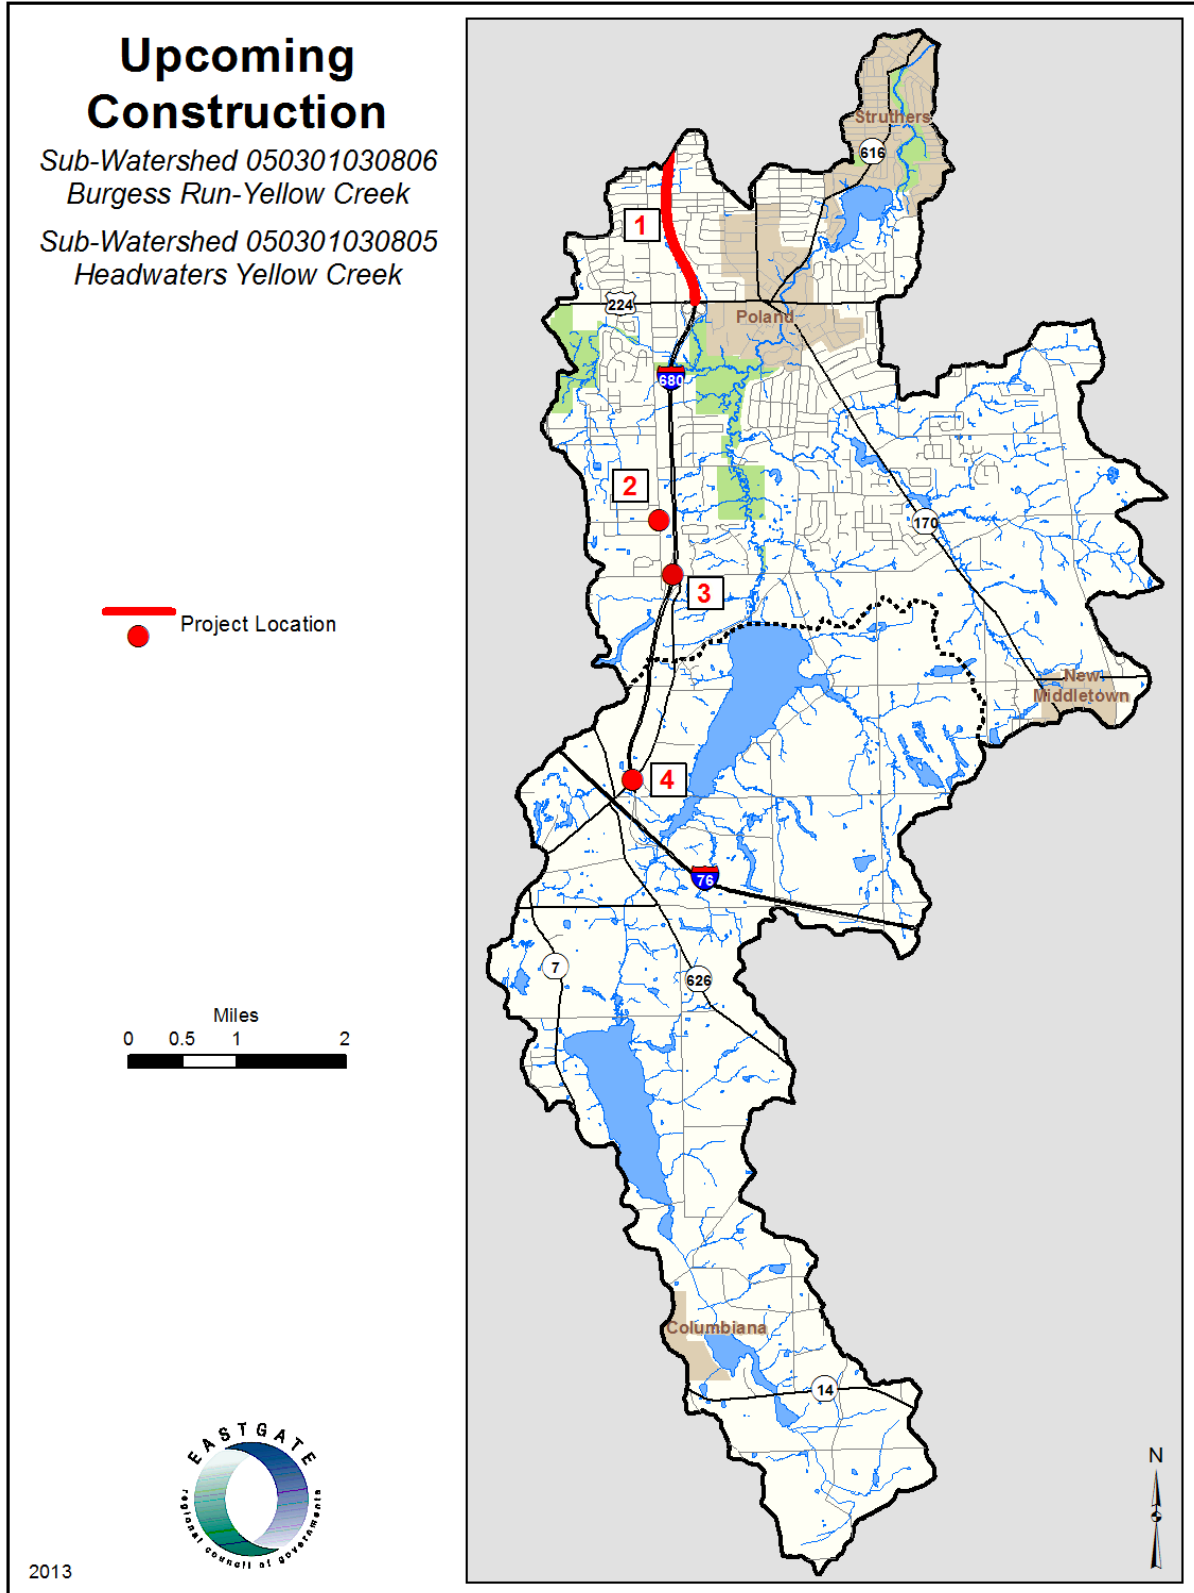 Upcoming
Construction
Sub-Watershed 050301030806
Burgess Run-Yellow Creek
Sub-Watershed 050301030805
Headwaters Yellow Creek
Struthers
616
1
224
Poland
680
2
170
3
Project Location
New
Middletown
4
76
7
626
Miles
0 0.5 1 2
Columbiana
14
EASTGATE
regional council of governments
N
2013